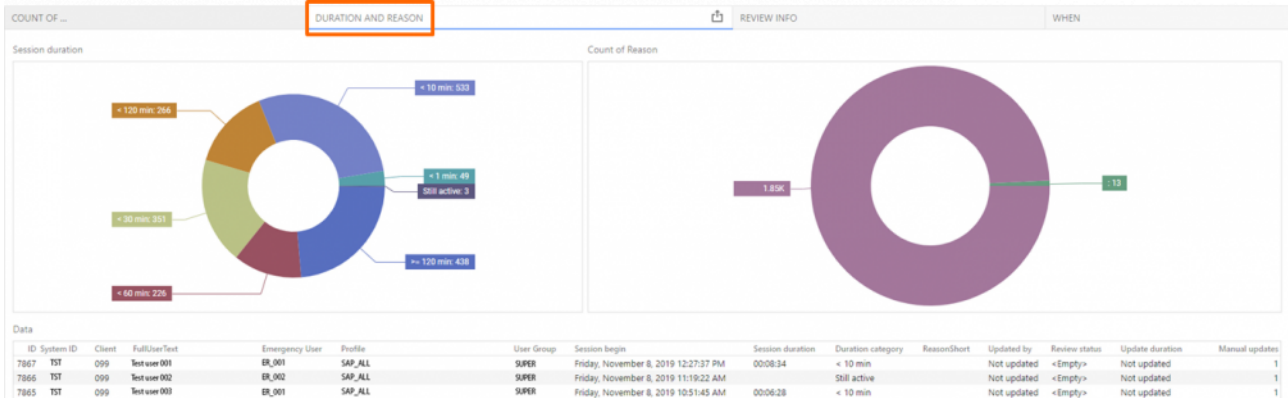 COUNT OF ... DURATION AND REASON REVIEW INFO WHEN
Session duration Count of Reason
< 10 min: 533
< 120 min: 266
< 1 min: 49
Still active: 3
1.85K
: 13
< 30 min: 351
>= 120 min: 438
< 60 min: 226
Data
ID System ID Client FullUserText Emergency User Profile User Group Session begin Session duration Duration category ReasonShort Updated by Review status Update duration Manual updates
7867 TST 099 Test user 001 ER_001 SAP_ALL SUPER Friday, November 8, 2019 12:27:37 PM 00:08:34 < 10 min Not updated <Empty> Not updated 1
7866 TST 099 Test user 002 ER_002 SAP_ALL SUPER Friday, November 8, 2019 11:19:22 AM Still active Not updated <Empty> Not updated 1
7865 TST 099 Test user 003 ER_001 SAP_ALL SUPER Friday, November 8, 2019 10:51:45 AM 00:06:28 < 10 min Not updated <Empty> Not updated 1